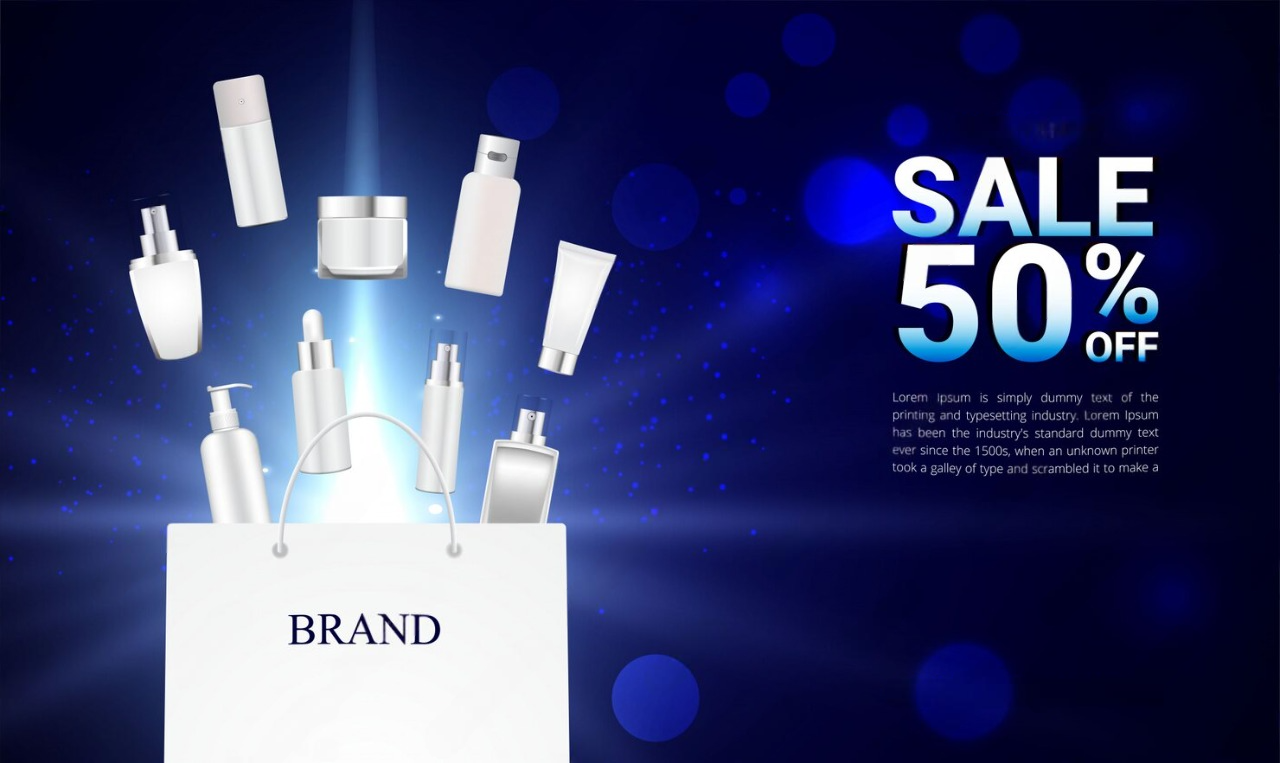 SALE
50%
OFF
Lorem Ipsum is simply dummy text of the
printing and typesetting industry. Lorem Ipsum
has been the industry's standard dummy text
ever since the 1500s, when an unknown printer
took a galley of type and scrambled it to make a
BRAND